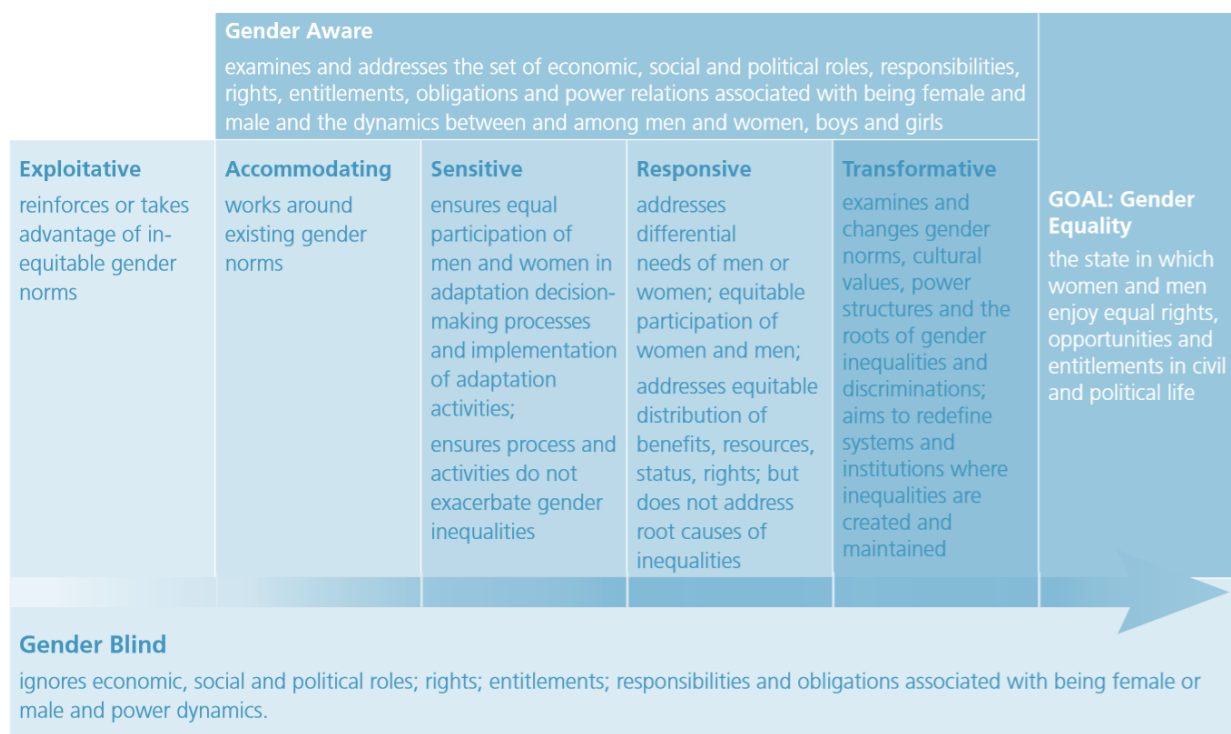 Gender Aware
examines and addresses the set of economic, social and political roles, responsibilities,
rights, entitlements, obligations and power relations associated with being female and
male and the dynamics between and among men and women, boys and girls
Exploitative
reinforces or takes
advantage of in-
equitable gender
norms
Accommodating
works around
existing gender
norms
Sensitive
ensures equal
participation of
men and women in
adaptation decision-
making processes
and implementation
of adaptation
activities;
ensures process and
activities do not
exacerbate gender
inequalities
Responsive
addresses
differential
needs of men or
women; equitable
participation of
women and men;
addresses equitable
distribution of
benefits, resources,
status, rights; but
does not address
root causes of
inequalities
Transformative
examines and
changes gender
norms, cultural
values, power
structures and the
roots of gender
inequalities and
discriminations;
aims to redefine
systems and
institutions where
inequalities are
created and
maintained
GOAL: Gender
Equality
the state in which
women and men
enjoy equal rights,
opportunities and
entitlements in civil
and political life
Gender Blind
ignores economic, social and political roles; rights; entitlements; responsibilities and obligations associated with being female or
male and power dynamics.